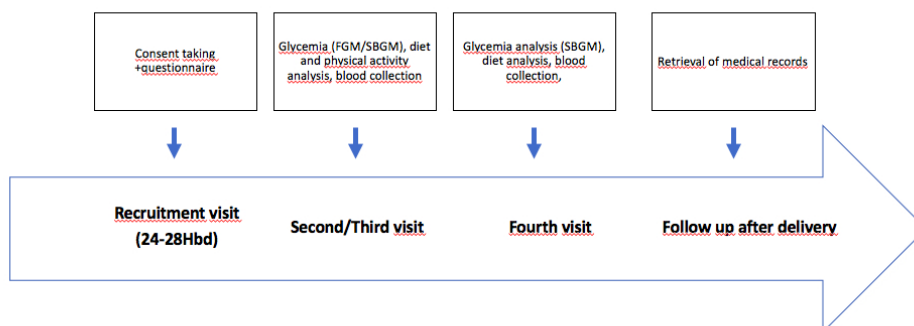 Consent taking
+questionnaire
Glycemia (FGM/SBGM), diet
and physical activity
analysis, blood collection
Glycemia analysis (SBGM),
diet analysis, blood
collection,
Retrieval of medical records
Recruitment visit
(24-28Hbd)
Second/Third visit
Fourth visit
Follow up after delivery